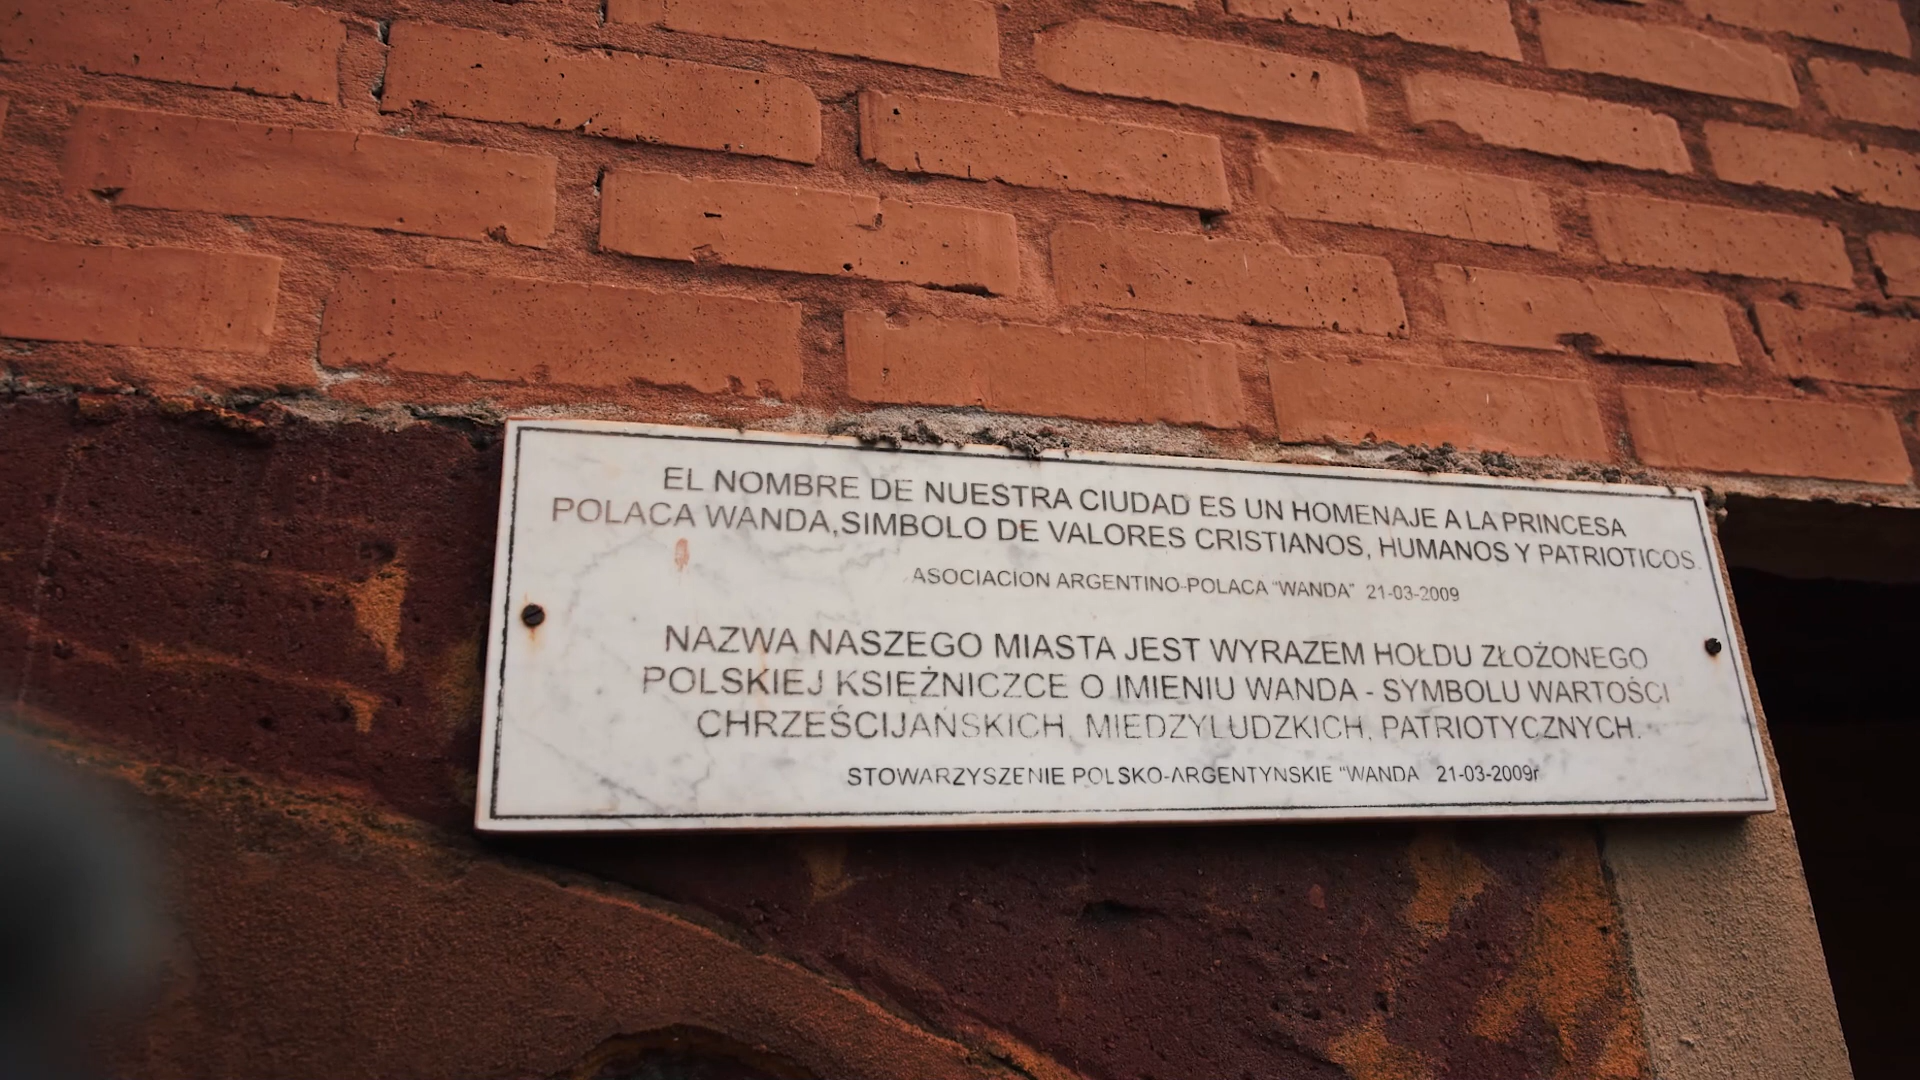 EL NOMBRE DE NUESTRA CIUDAD ES UN HOMENAJE A LA PRINCESA
POLACA WANDA,SIMBOLO DE VALORES CRISTIANOS, HUMANOS Y PATRIOTICOS.
ASOCIACION ARGENTINO-POLACA "WANDA" 21-03-2009
NAZWA NASZEGO MIASTA JEST WYRAZEM HOŁDU ZŁOŻONEGO
POLSKIEJ KSIĘŻNICZCE O IMIENIU WANDA - SYMBOLU WARTOŚCI
CHRZEŚCIJAŃSKICH, MIEDZYLUDZKICH, PATRIOTYCZNYCH.
STOWARZYSZENIE POLSKO-ARGENTYNSKIE "WANDA 21-03-2009r